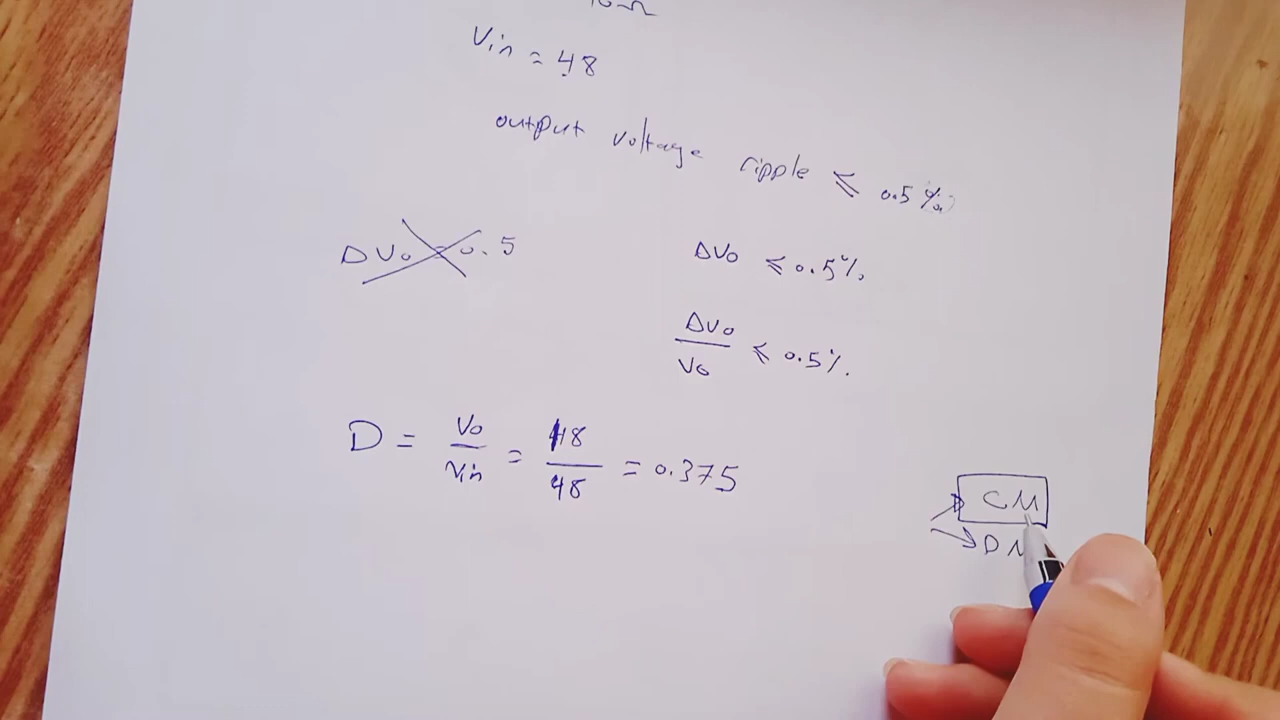 Vin = 48
output voltage ripple ≤ 0.5%
ΔVo = 0.5
ΔVo ≤ 0.5%
ΔVo/Vo ≤ 0.5%.
D = Vo/Vin = 18/48 = 0.375
CM